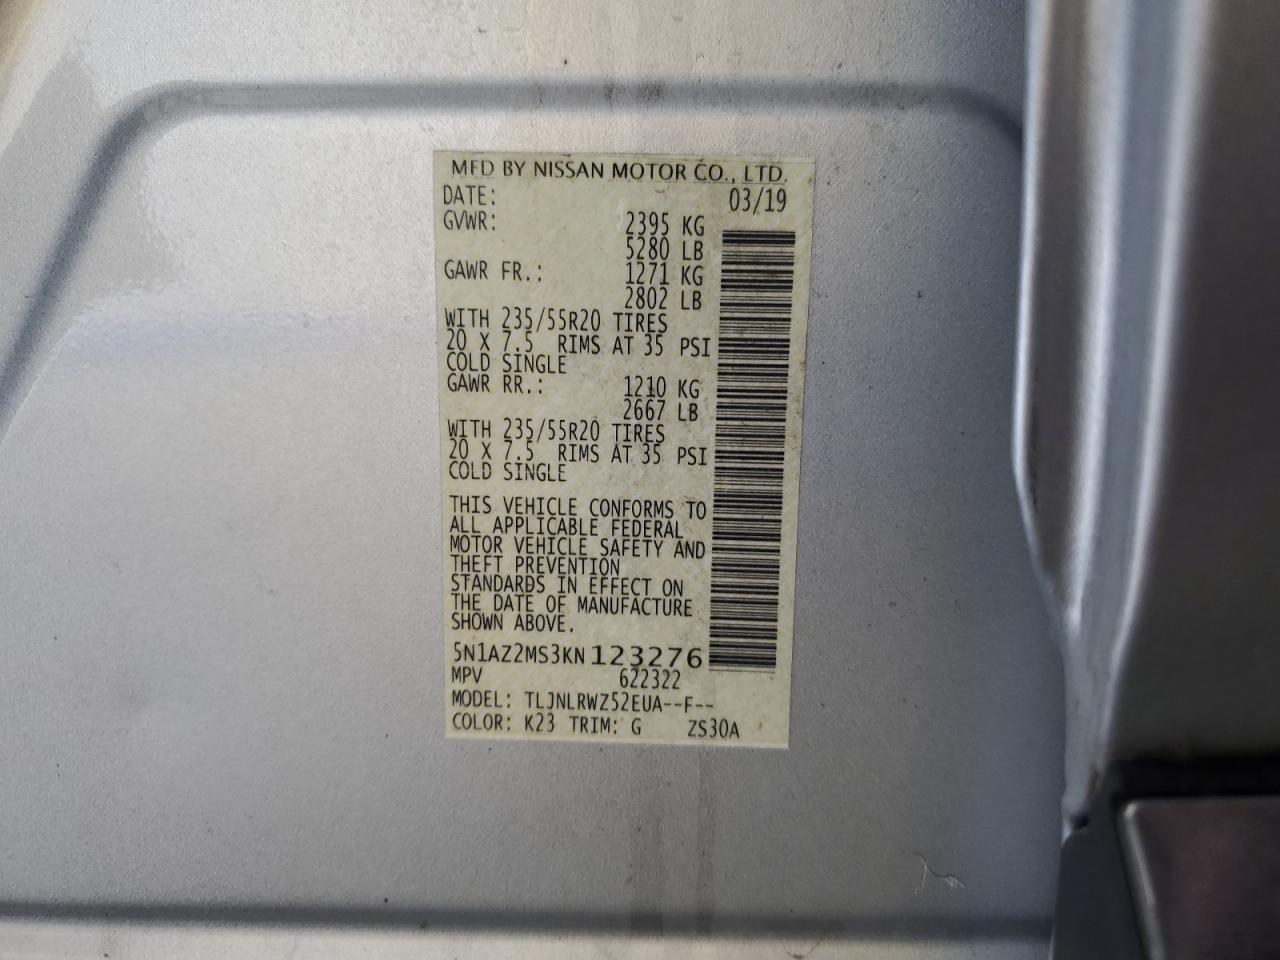 MFD BY NISSAN MOTOR CO., LTD.
DATE: 03/19
GVWR: 2395 KG
5280 LB
GAWR FR.: 1271 KG
2802 LB
WITH 235/55R20 TIRES
20 X 7.5 RIMS AT 35 PSI
COLD SINGLE
GAWR RR.: 1210 KG
2667 LB
WITH 235/55R20 TIRES
20 X 7.5 RIMS AT 35 PSI
COLD SINGLE
THIS VEHICLE CONFORMS TO
ALL APPLICABLE FEDERAL
MOTOR VEHICLE SAFETY AND
THEFT PREVENTION
STANDARDS IN EFFECT ON
THE DATE OF MANUFACTURE
SHOWN ABOVE.
5N1AZ2MS3KN123276
MPV 622322
MODEL: TLJNLRWZ52EUA--F--
COLOR: K23 TRIM: G ZS30A